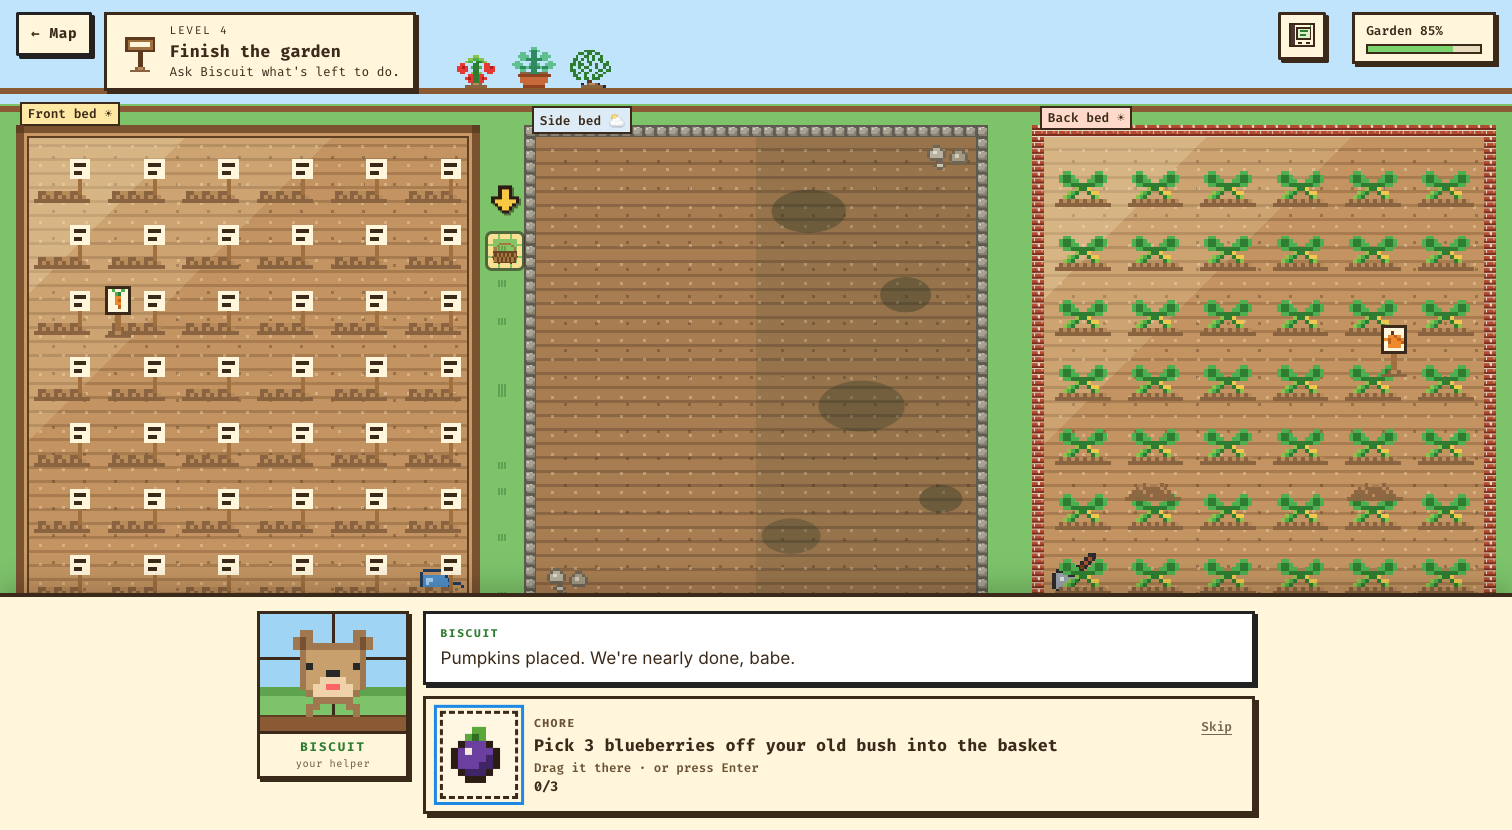 ← Map
LEVEL 4
Finish the garden
Ask Biscuit what's left to do.
Garden 85%
Front bed ☀
Side bed ⛅
Back bed ☀
BISCUIT
Pumpkins placed. We're nearly done, babe.
BISCUIT
your helper
CHORE
Pick 3 blueberries off your old bush into the basket
Skip
Drag it there · or press Enter
0/3